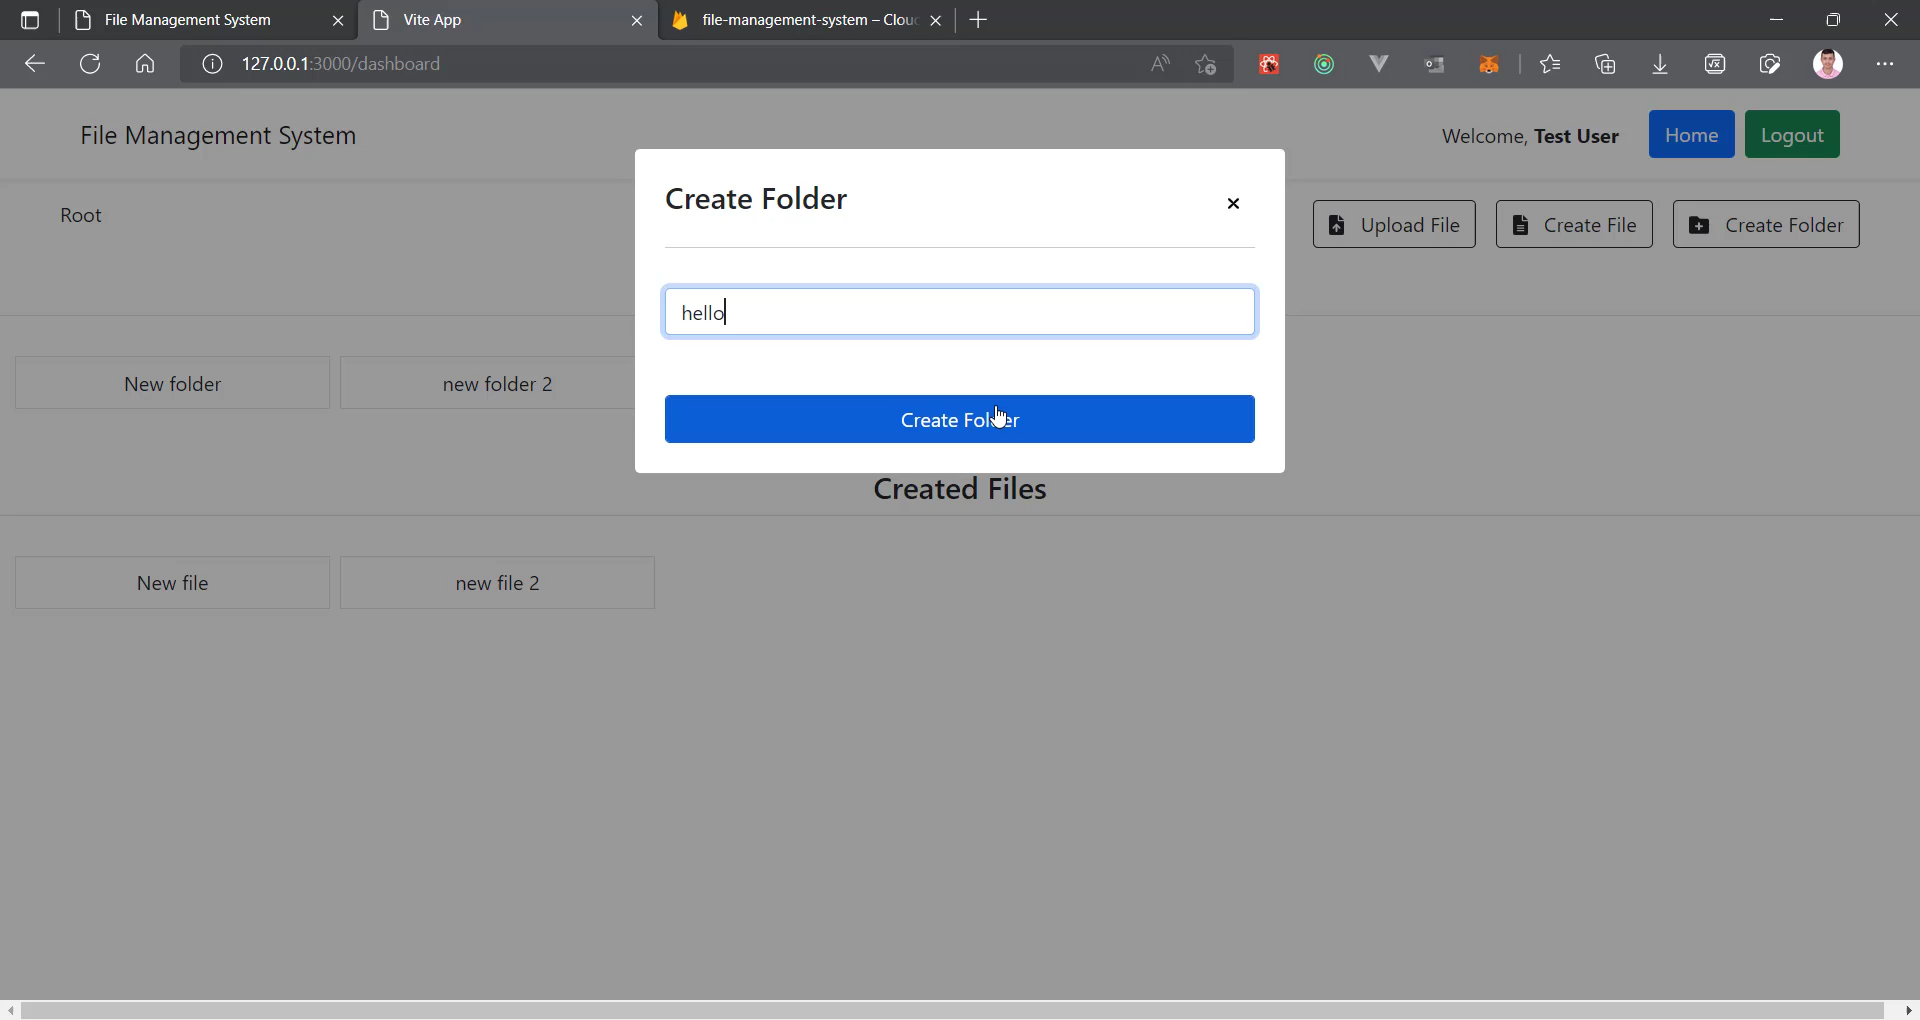 File Management System
Vite App
file-management-system – Clou
127.0.0.1:3000/dashboard
File Management System
Welcome, Test User
Home
Logout
Root
Upload File
Create File
Create Folder
Create Folder
hello
Create Folder
New folder
new folder 2
Created Files
New file
new file 2